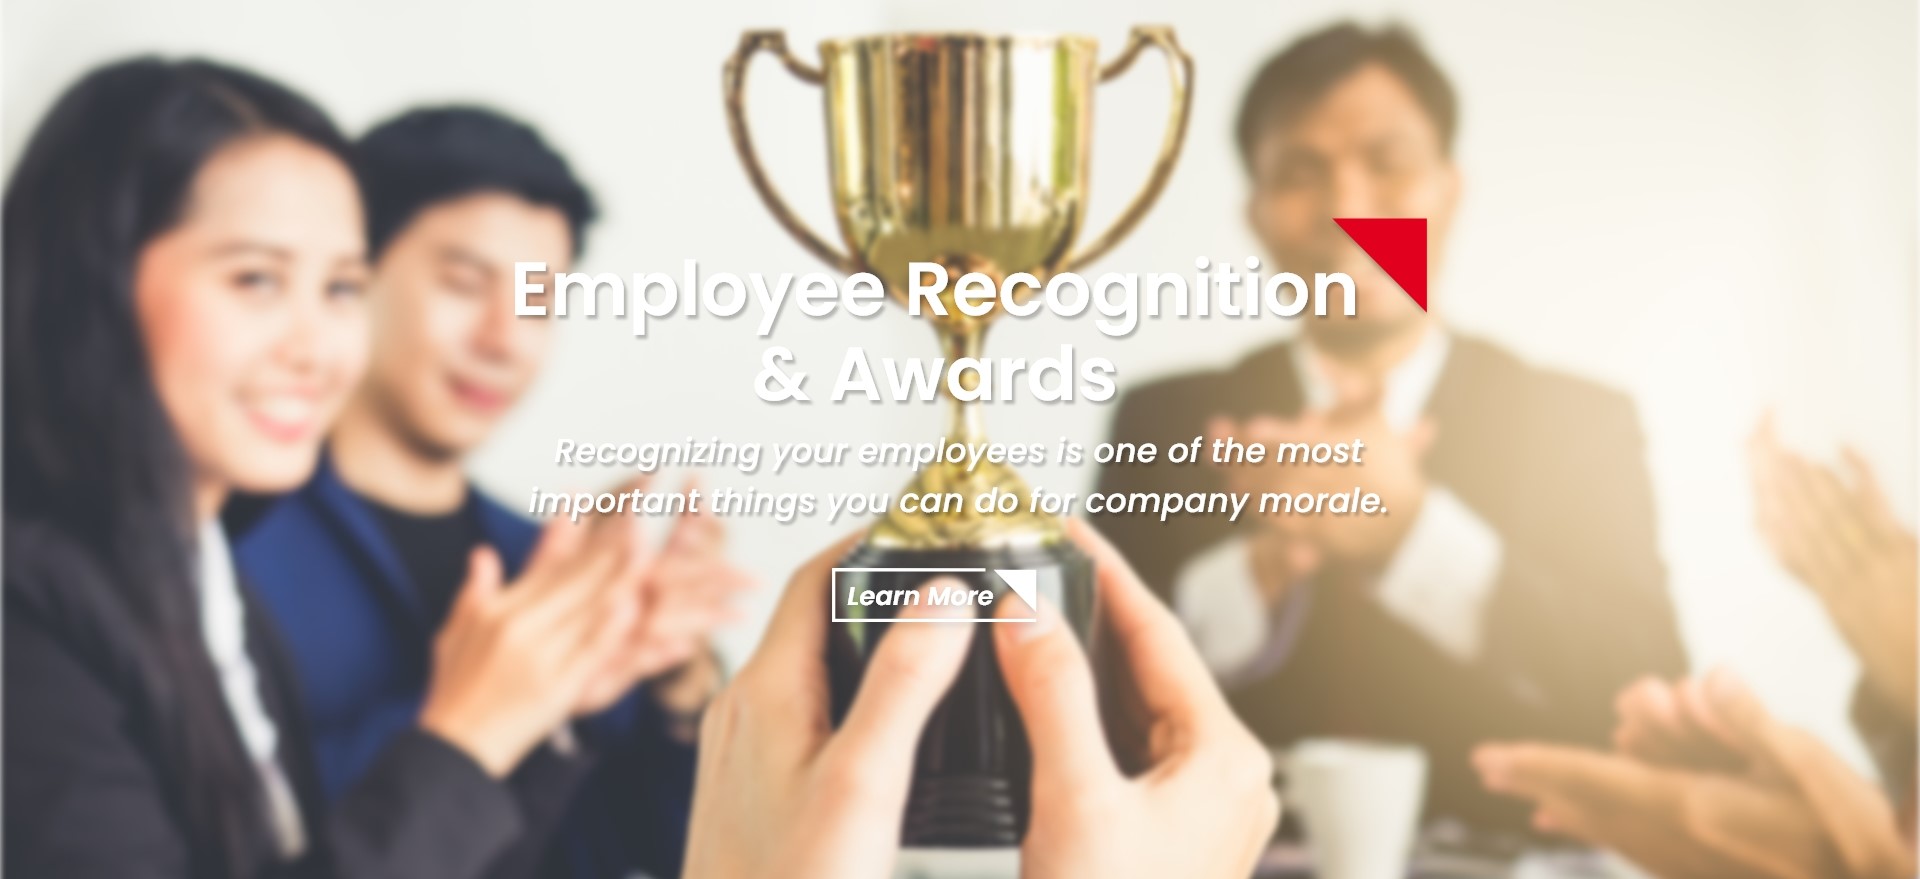 Employee Recognition
& Awards
Recognizing your employees is one of the most
important things you can do for company morale.
Learn More